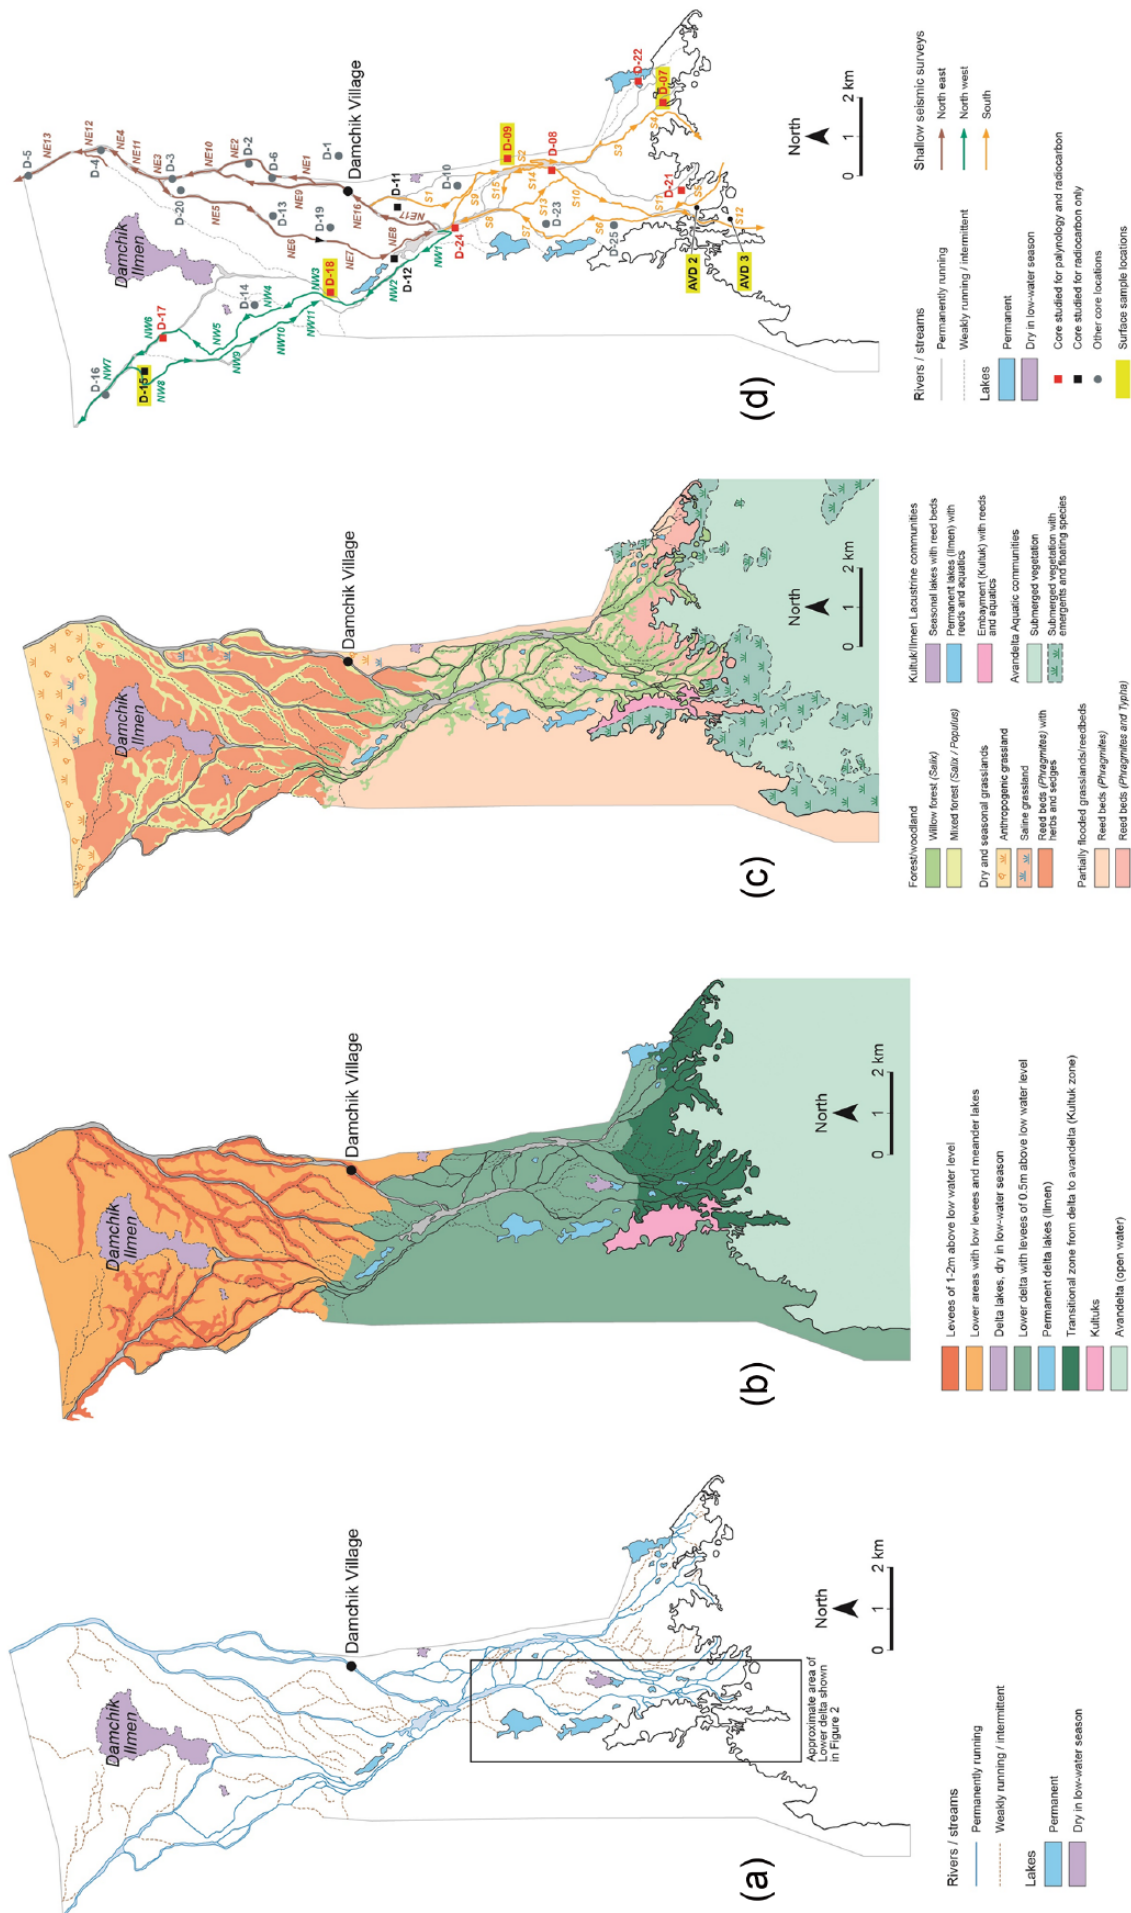 (a)
Damchik
Ilmen
Damchik Village
Approximate area of
Lower delta shown
in Figure 2
North
0 1 2 km
Rivers / streams
Permanently running
Weakly running / intermittent
Lakes
Permanent
Dry in low-water season
(b)
Damchik
Ilmen
Damchik Village
North
0 1 2 km
Levees of 1-2m above low water level
Lower areas with low levees and meander lakes
Delta lakes, dry in low-water season
Lower delta with levees of 0.5m above low water level
Permanent delta lakes (Ilmen)
Transitional zone from delta to avandelta (Kultuk zone)
Kultuks
Avandelta (open water)
(c)
Damchik
Ilmen
Damchik Village
North
0 1 2 km
Forest/woodland
Willow forest (Salix)
Mixed forest (Salix / Populus)
Dry and seasonal grasslands
Anthropogenic grassland
Saline grassland
Reed beds (Phragmites) with
herbs and sedges
Partially flooded grasslands/reedbeds
Reed beds (Phragmites)
Reed beds (Phragmites and Typha)
Kultuk/Ilmen Lacustrine communities
Seasonal lakes with reed beds
Permanent lakes (Ilmen) with
reeds and aquatics
Embayment (Kultuk) with reeds
and aquatics
Avandelta Aquatic communities
Submerged vegetation
Submerged vegetation with
emergents and floating species
(d)
Damchik
Ilmen
Damchik Village
D-5
NE13
NE12
D-4
NE4
NE11
NE3
D-3
NE10
D-20
NE2
D-2
NE5
D-6
D-13
NE1
NE9
D-1
NE6
D-19
NE7
NE16
NE8
NE17
D-16
NW7
NW6
D-17
D-15
NW8
NW5
D-14
NW4
NW9
NW3
D-18
NW10
NW11
NW2
D-12
NW1
D-24
D-11
S1
D-10
S9
D-09
S2
S15
S8
S14
D-08
S7
S13
D-23
S10
S6
D-25
S3
D-22
S4
D-07
D-21
S11
S5
AVD 2
S12
AVD 3
North
0 1 2 km
Rivers / streams
Permanently running
Weakly running / intermittent
Lakes
Permanent
Dry in low-water season
Core studied for palynology and radiocarbon
Core studied for radiocarbon only
Other core locations
Surface sample locations
Shallow seismic surveys
North east
North west
South